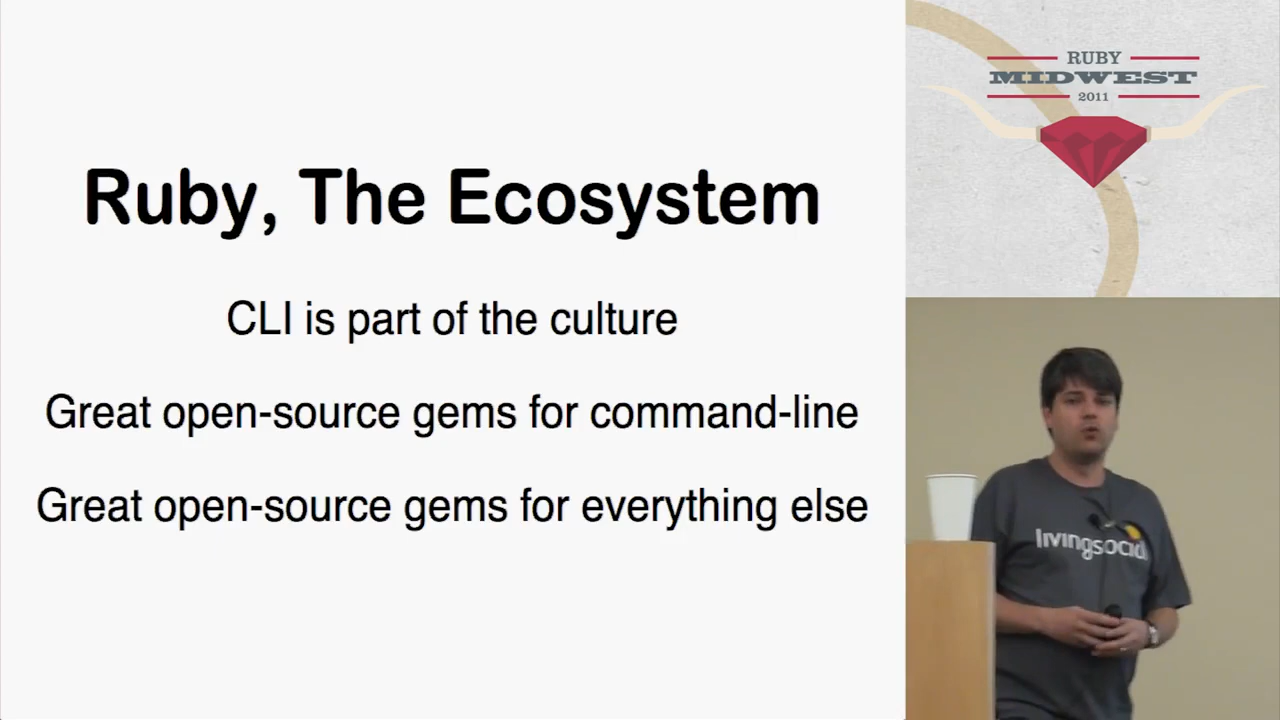 Ruby, The Ecosystem
CLI is part of the culture
Great open-source gems for command-line
Great open-source gems for everything else
RUBY
MIDWEST
2011
livingsocial